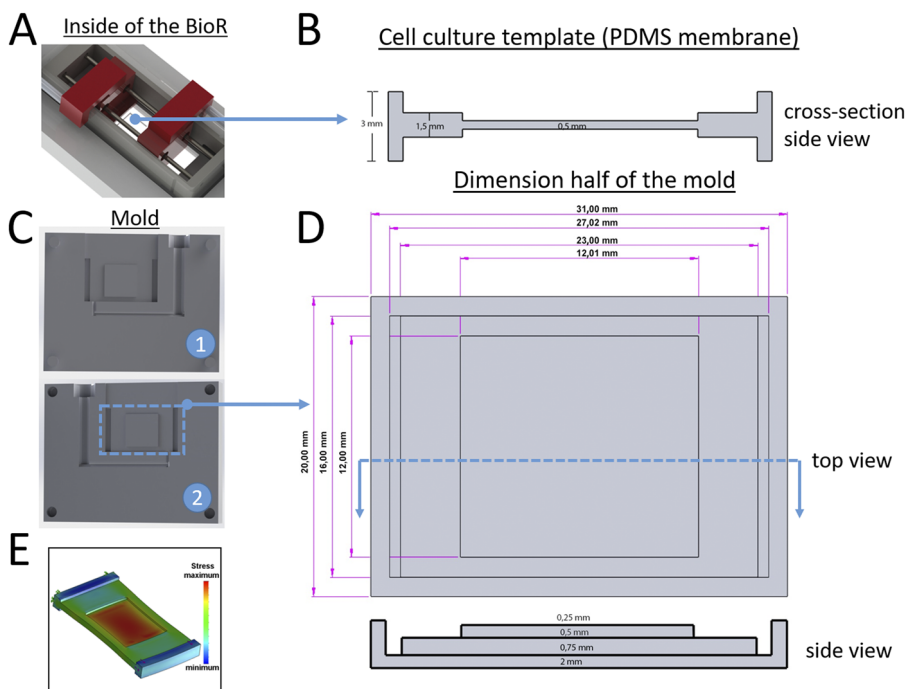 A
Inside of the BioR
B
Cell culture template (PDMS membrane)
3 mm
1,5 mm
0,5 mm
cross-section
side view
Dimension half of the mold
C
Mold
D
31,00 mm
27,02 mm
23,00 mm
12,01 mm
1
20,00 mm
16,00 mm
12,00 mm
top view
2
E
Stress
maximum
minimum
0,25 mm
0,5 mm
0,75 mm
2 mm
side view